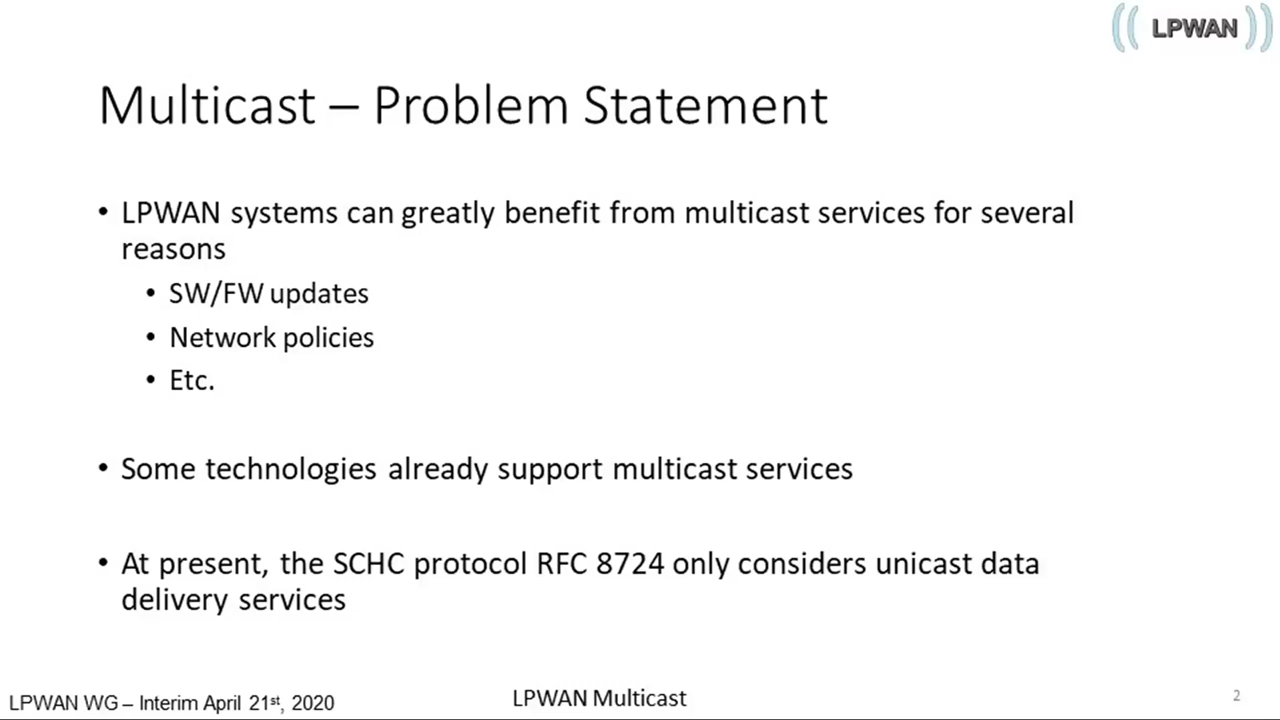 LPWAN
Multicast – Problem Statement
• LPWAN systems can greatly benefit from multicast services for several
reasons
• SW/FW updates
• Network policies
• Etc.
• Some technologies already support multicast services
• At present, the SCHC protocol RFC 8724 only considers unicast data
delivery services
LPWAN WG – Interim April 21st, 2020
LPWAN Multicast
2